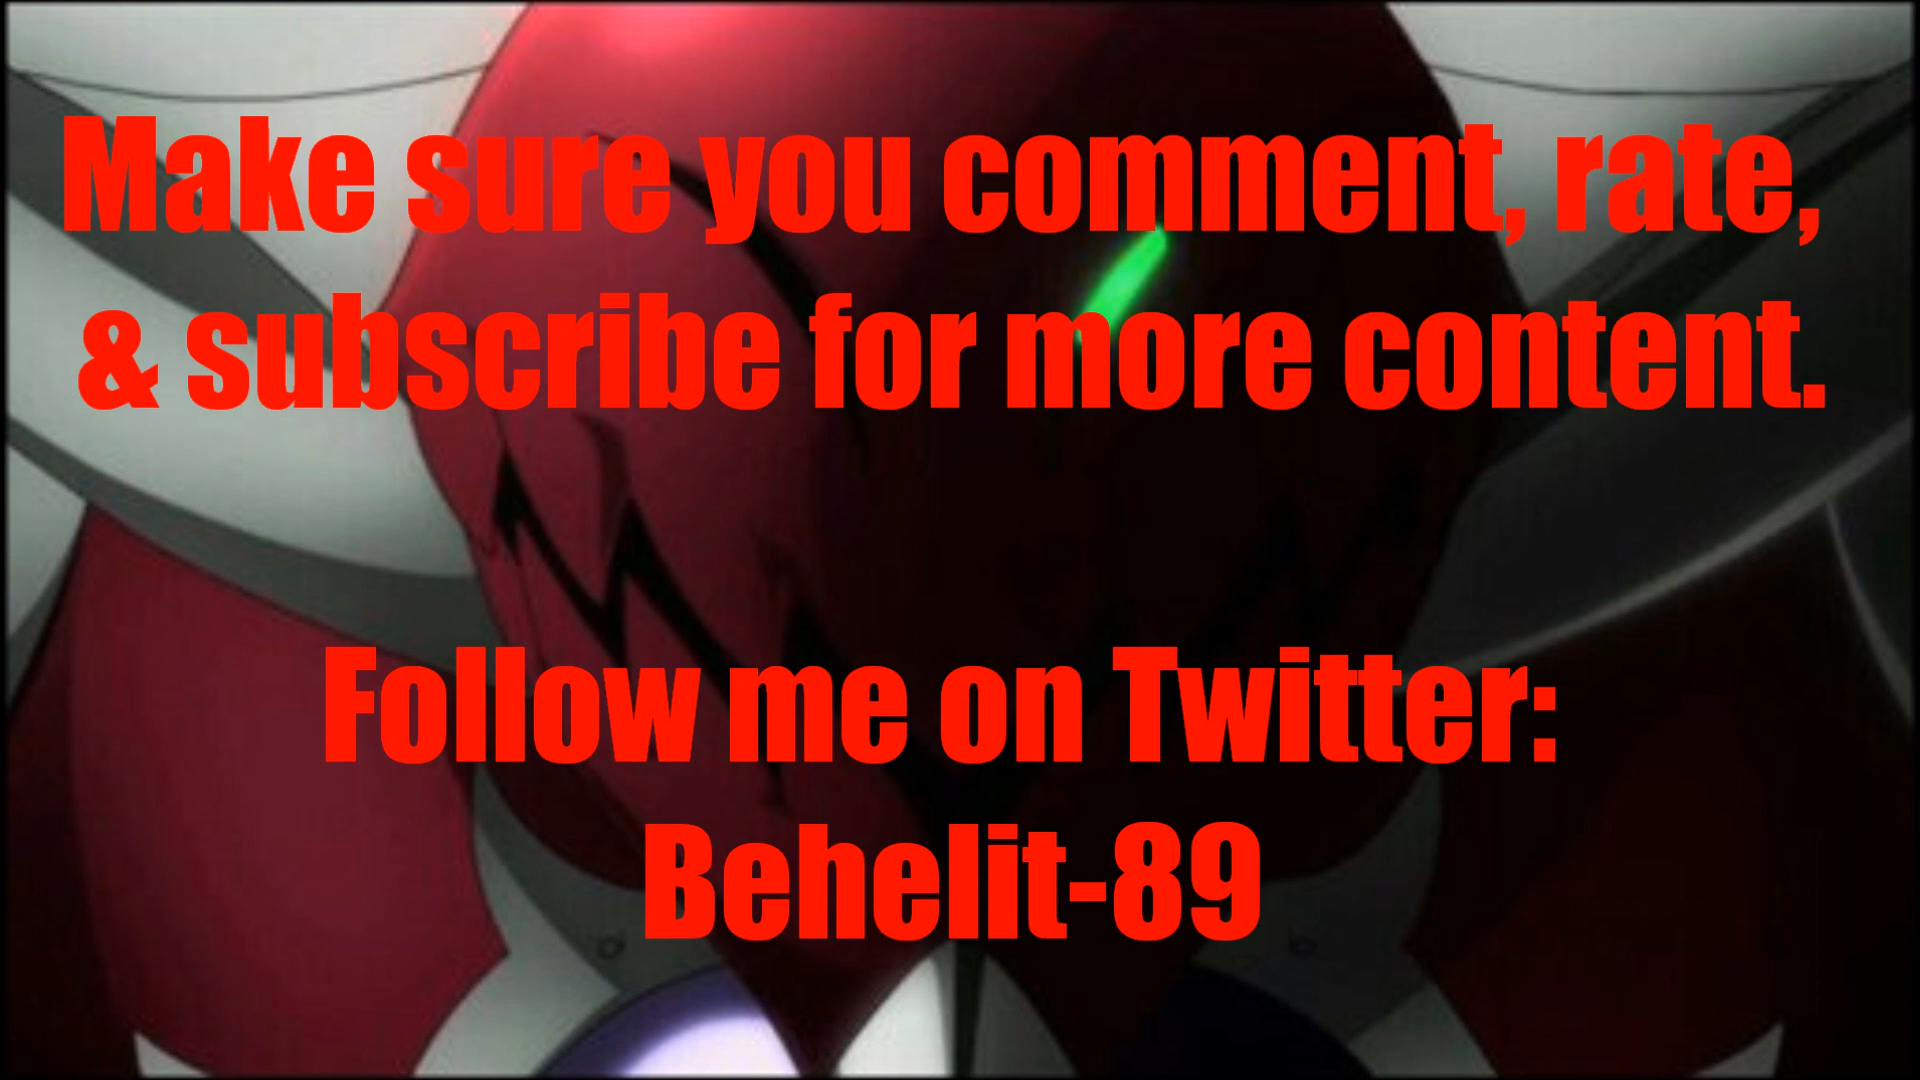 Make sure you comment, rate,
& subscribe for more content.
Follow me on Twitter:
Behelit-89